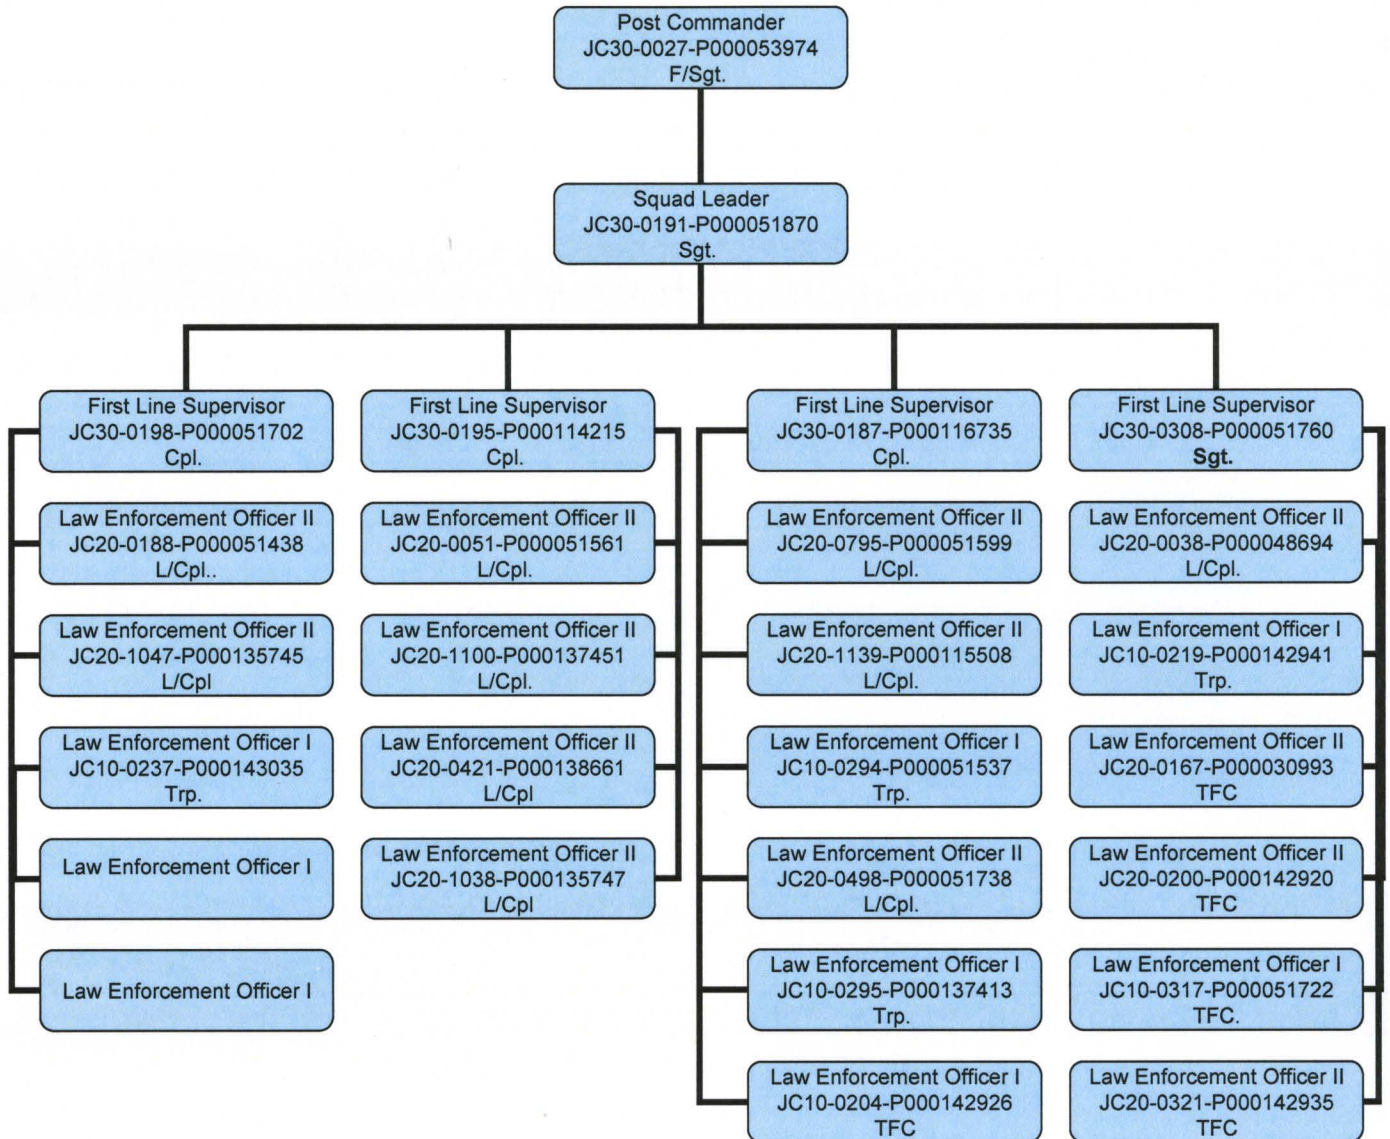 Post Commander
JC30-0027-P000053974
F/Sgt.
Squad Leader
JC30-0191-P000051870
Sgt.
First Line Supervisor
JC30-0198-P000051702
Cpl.
Law Enforcement Officer II
JC20-0188-P000051438
L/Cpl..
Law Enforcement Officer II
JC20-1047-P000135745
L/Cpl
Law Enforcement Officer I
JC10-0237-P000143035
Trp.
Law Enforcement Officer I
Law Enforcement Officer I
First Line Supervisor
JC30-0195-P000114215
Cpl.
Law Enforcement Officer II
JC20-0051-P000051561
L/Cpl.
Law Enforcement Officer II
JC20-1100-P000137451
L/Cpl.
Law Enforcement Officer II
JC20-0421-P000138661
L/Cpl
Law Enforcement Officer II
JC20-1038-P000135747
L/Cpl
First Line Supervisor
JC30-0187-P000116735
Cpl.
Law Enforcement Officer II
JC20-0795-P000051599
L/Cpl.
Law Enforcement Officer II
JC20-1139-P000115508
L/Cpl.
Law Enforcement Officer I
JC10-0294-P000051537
Trp.
Law Enforcement Officer II
JC20-0498-P000051738
L/Cpl.
Law Enforcement Officer I
JC10-0295-P000137413
Trp.
Law Enforcement Officer I
JC10-0204-P000142926
TFC
First Line Supervisor
JC30-0308-P000051760
Sgt.
Law Enforcement Officer II
JC20-0038-P000048694
L/Cpl.
Law Enforcement Officer I
JC10-0219-P000142941
Trp.
Law Enforcement Officer II
JC20-0167-P000030993
TFC
Law Enforcement Officer II
JC20-0200-P000142920
TFC
Law Enforcement Officer I
JC10-0317-P000051722
TFC.
Law Enforcement Officer II
JC20-0321-P000142935
TFC